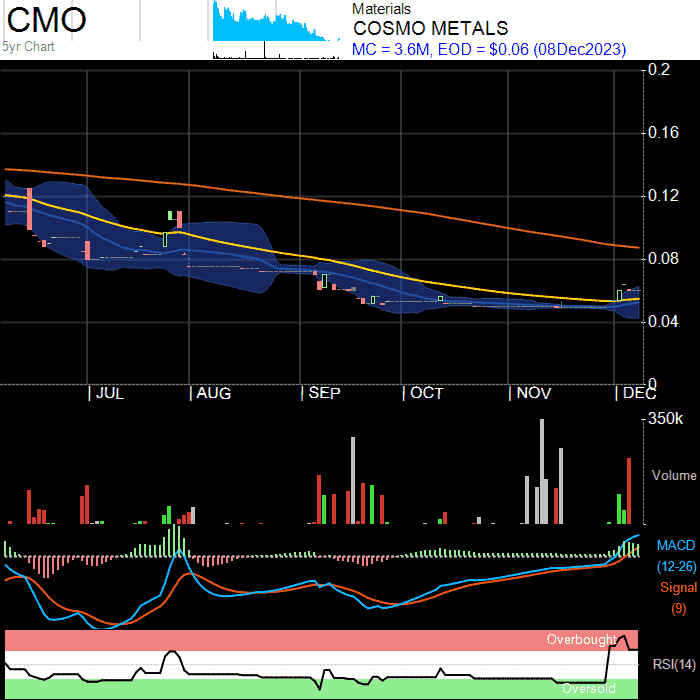 CMO
5yr Chart
Materials
COSMO METALS
MC = 3.6M, EOD = $0.06 (08Dec2023)
0.2
0.16
0.12
0.08
0.04
0
JUL
AUG
SEP
OCT
NOV
DEC
350k
Volume
MACD
(12-26)
Signal
(9)
Overbought
RSI(14)
Oversold